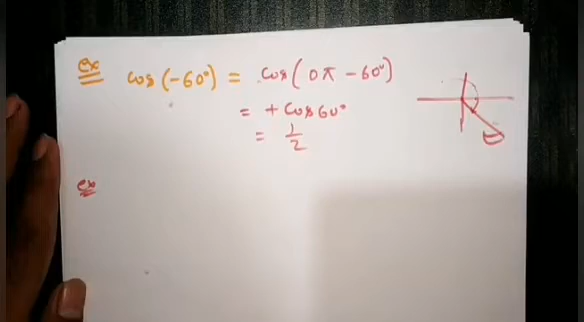 ex cos(-60°) = cos(0π - 60°)
= + cos 60°
= 1/2
ex